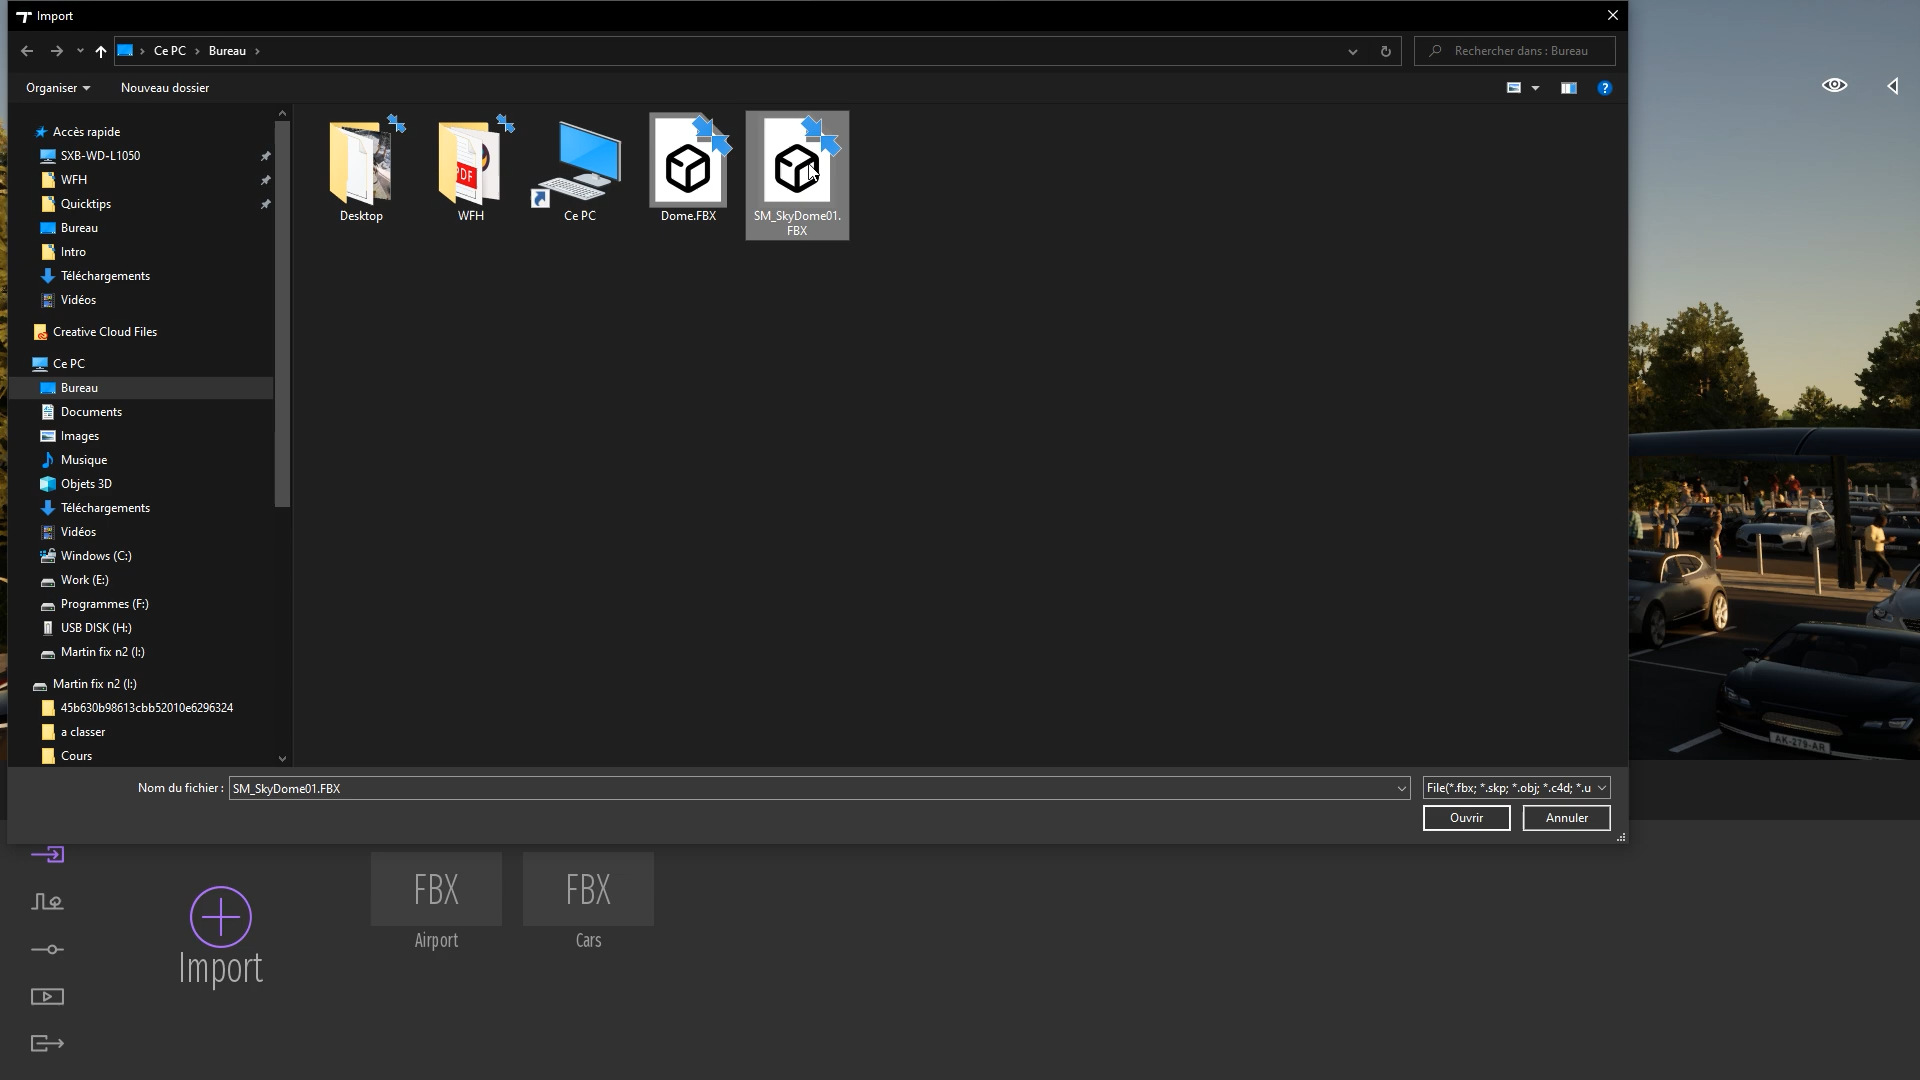 Import
Ce PC
Bureau
Rechercher dans : Bureau
Organiser
Nouveau dossier
?
Accès rapide
SXB-WD-L1050
WFH
Quicktips
Bureau
Intro
Téléchargements
Vidéos
Creative Cloud Files
Ce PC
Bureau
Documents
Images
Musique
Objets 3D
Téléchargements
Vidéos
Windows (C:)
Work (E:)
Programmes (F:)
USB DISK (H:)
Martin fix n2 (I:)
Martin fix n2 (I:)
45b630b98613cbb52010e6296324
a classer
Cours
PDF
Desktop
WFH
Ce PC
Dome.FBX
SM_SkyDome01.
FBX
Nom du fichier :
SM_SkyDome01.FBX
File(*.fbx; *.skp; *.obj; *.c4d; *.u
Ouvrir
Annuler
AK-279-AR
Import
FBX
Airport
FBX
Cars